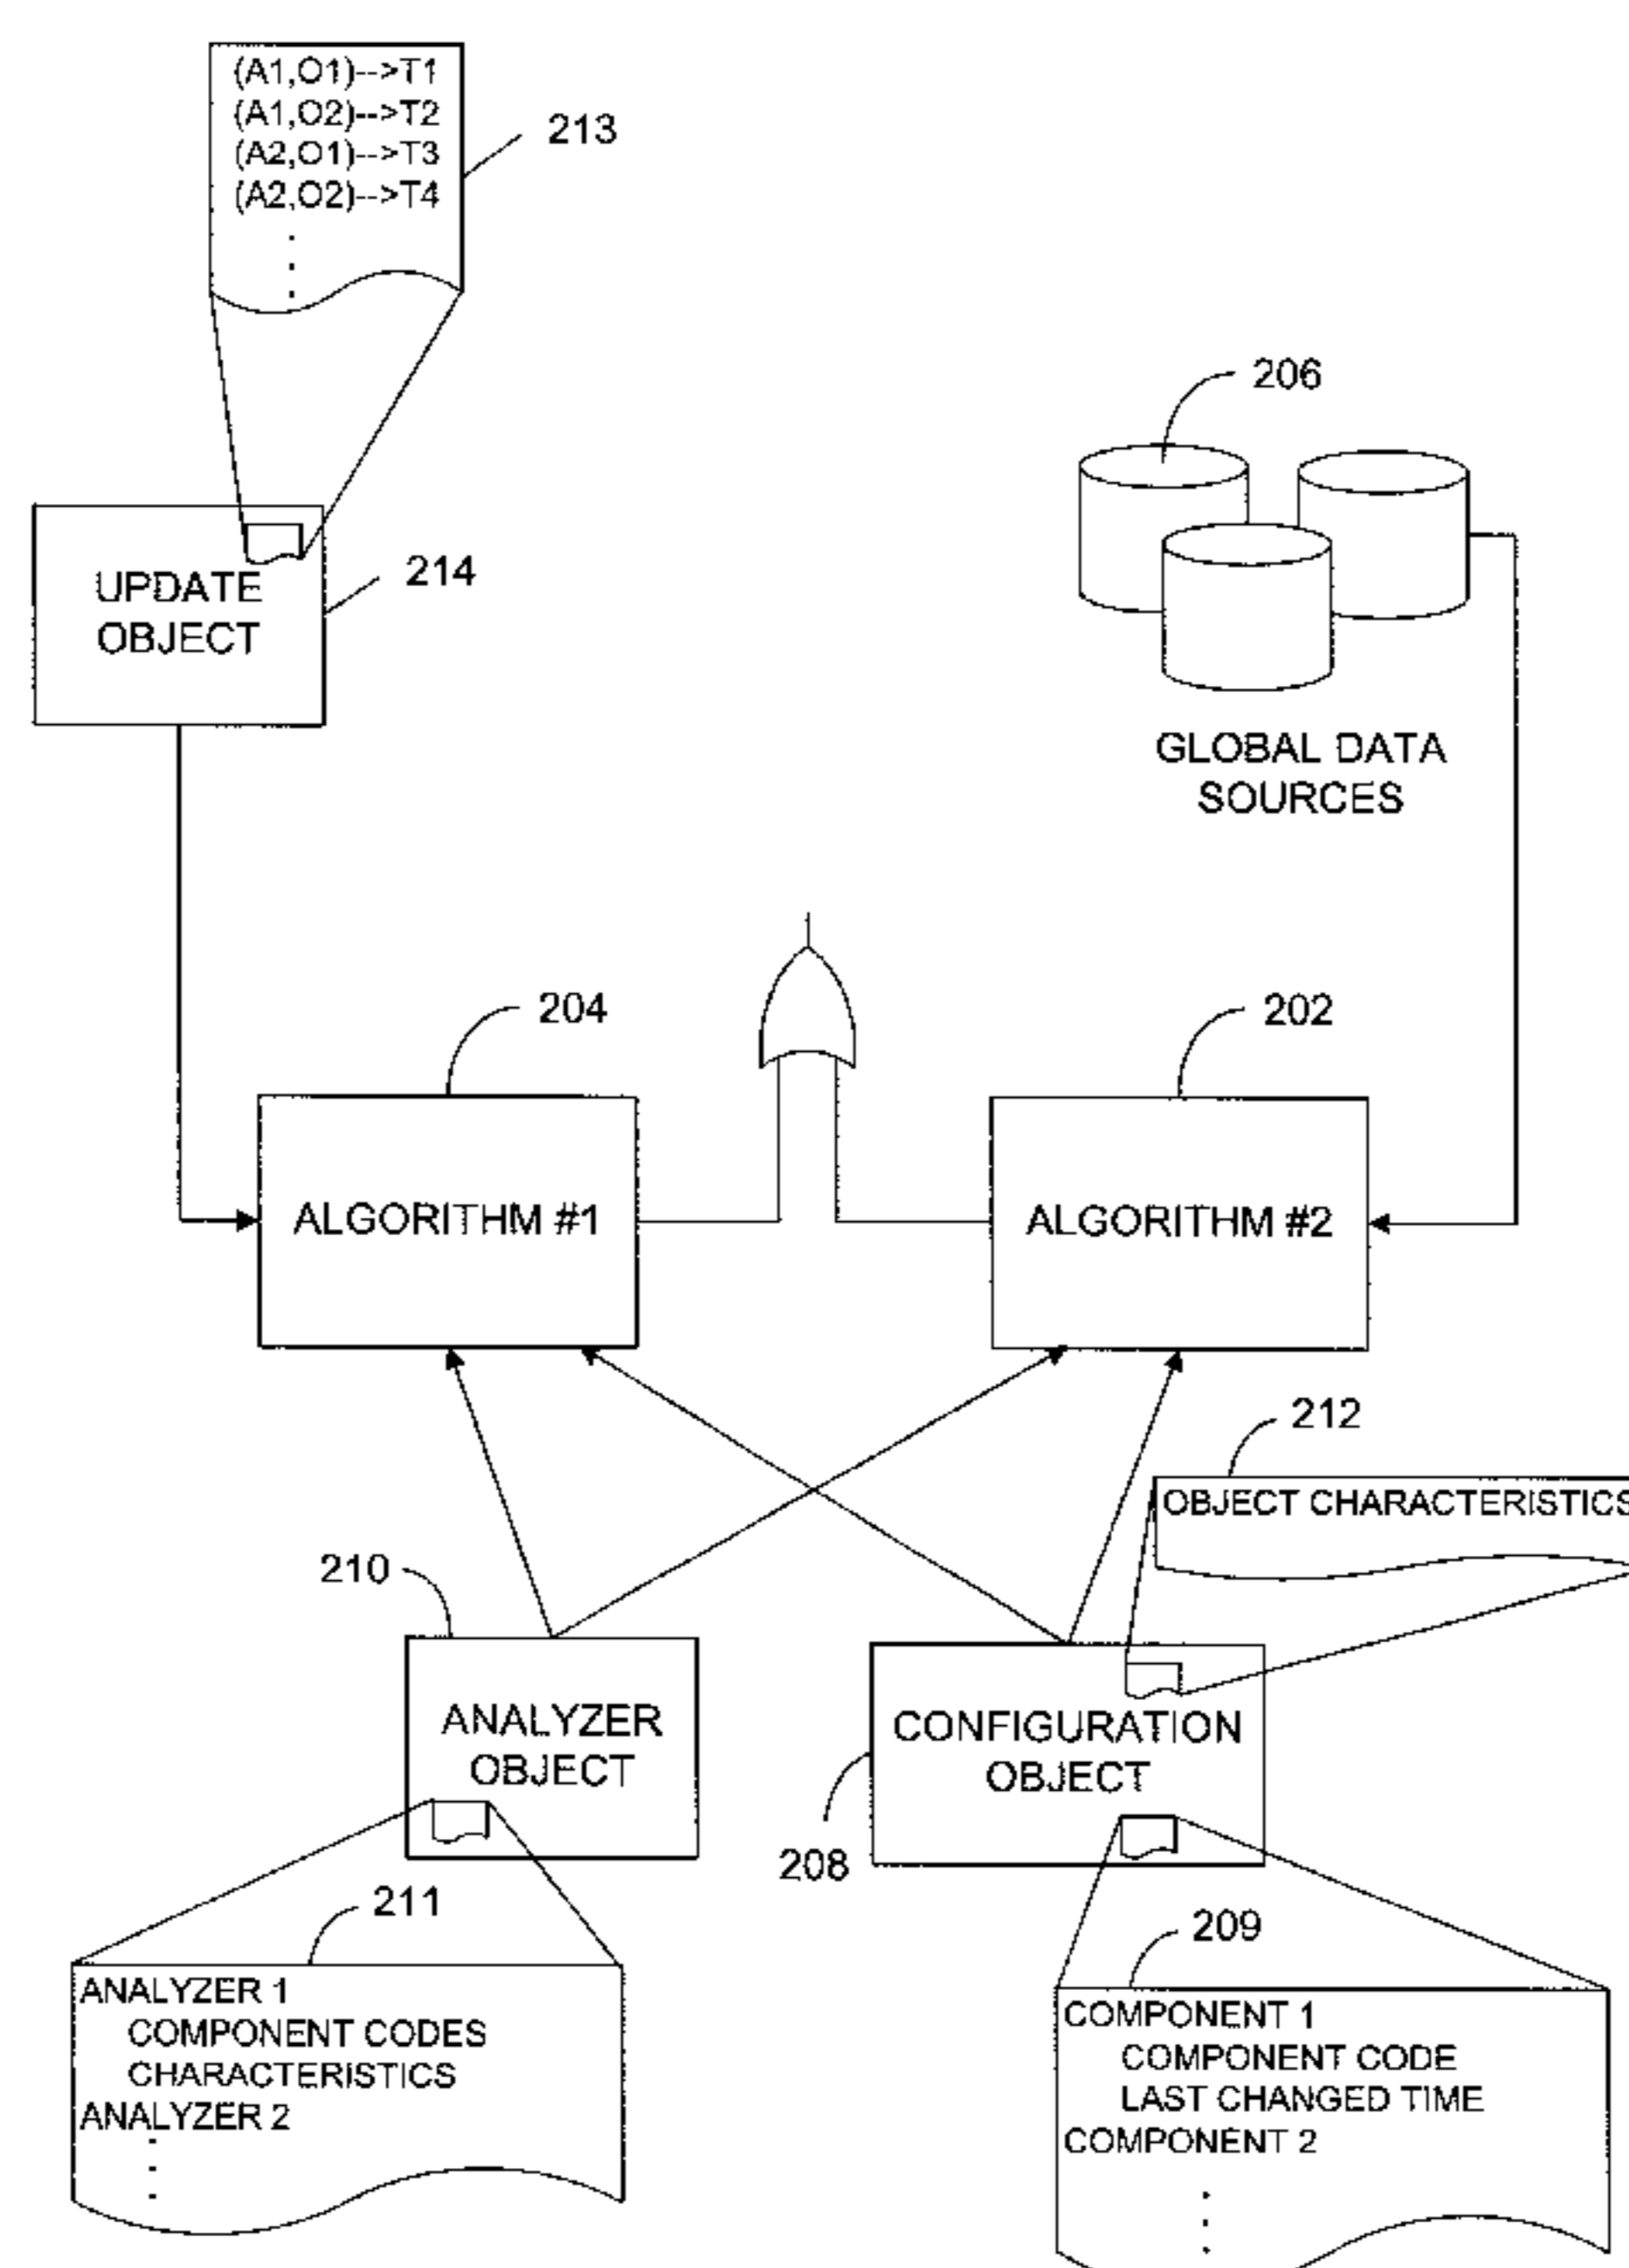 (A1,O1)-->T1
(A1,O2)-->T2
(A2,O1)-->T3
(A2,O2)-->T4
213
206
UPDATE
OBJECT
214
GLOBAL DATA
SOURCES
204
202
ALGORITHM #1
ALGORITHM #2
212
OBJECT CHARACTERISTICS
210
ANALYZER
OBJECT
CONFIGURATION
OBJECT
208
211
209
ANALYZER 1
COMPONENT CODES
CHARACTERISTICS
ANALYZER 2
COMPONENT 1
COMPONENT CODE
LAST CHANGED TIME
COMPONENT 2